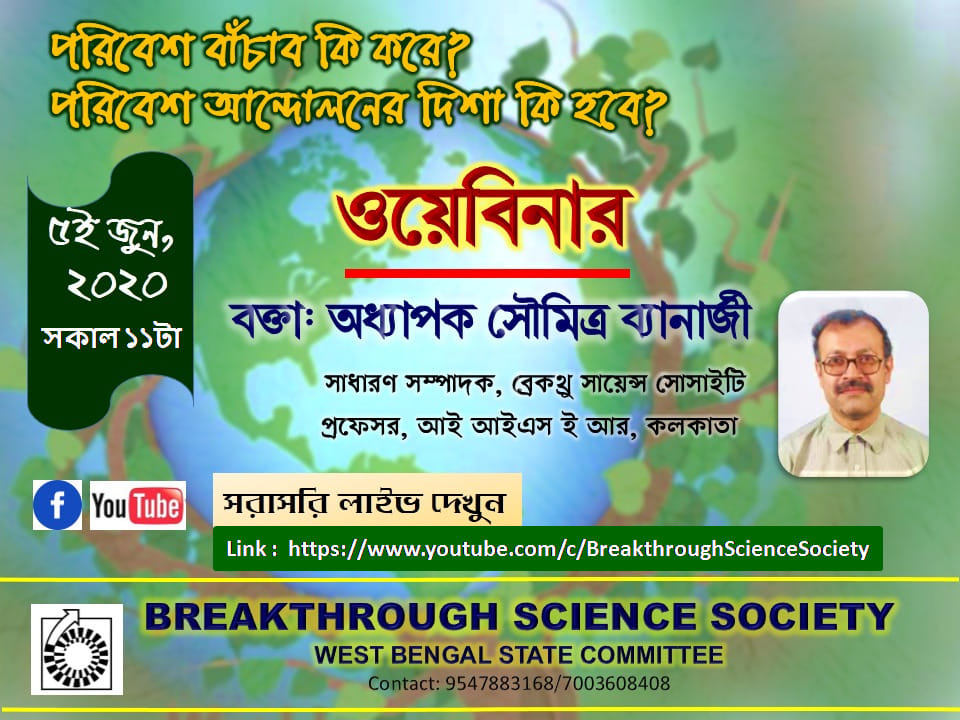 পরিবেশ বাঁচাব কি করে?
পরিবেশ আন্দোলনের দিশা কি হবে?
৫ই জুন,
২০২০
সকাল ১১টা
ওয়েবিনার
বক্তাঃ অধ্যাপক সৌমিত্র ব্যানার্জী
সাধারণ সম্পাদক, ব্রেকথ্রু সায়েন্স সোসাইটি
প্রফেসর, আই আইএস ই আর, কলকাতা
f YouTube
সরাসরি লাইভ দেখুন
Link : https://www.youtube.com/c/BreakthroughScienceSociety
BREAKTHROUGH SCIENCE SOCIETY
WEST BENGAL STATE COMMITTEE
Contact: 9547883168/7003608408